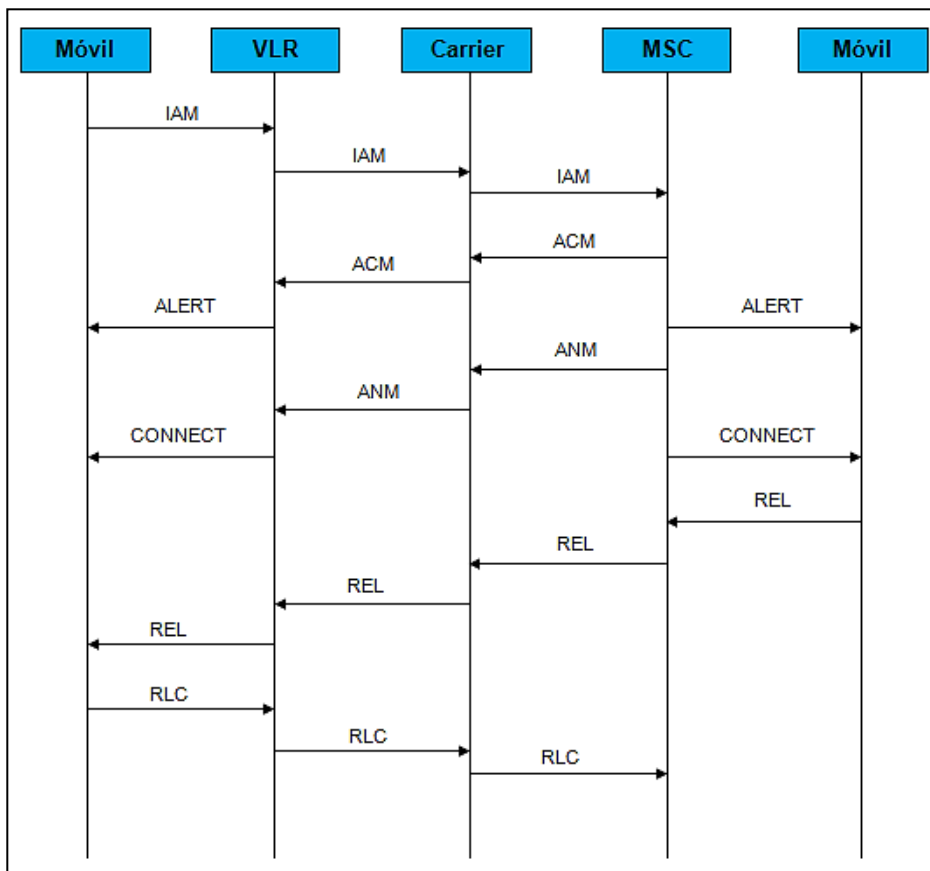 Móvil VLR Carrier MSC Móvil
IAM
IAM
IAM
ACM
ACM
ALERT ALERT
ANM
ANM
CONNECT CONNECT
REL
REL
REL
REL
RLC
RLC
RLC